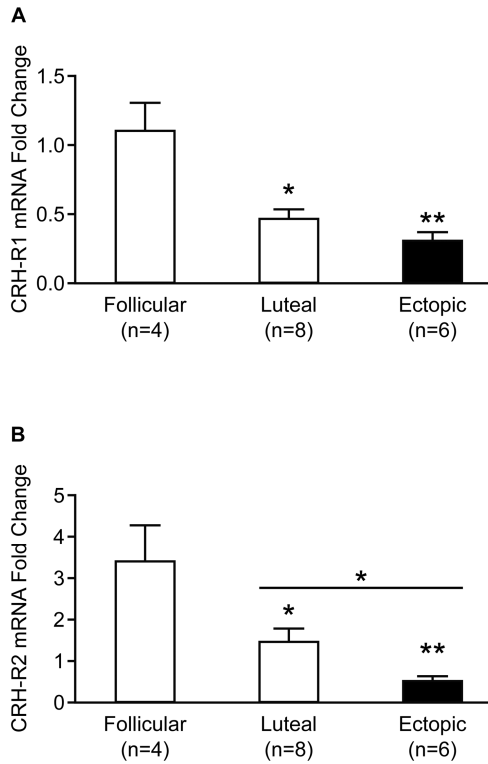 A
CRH-R1 mRNA Fold Change
1.5
1.0
0.5
0.0
*
**
Follicular
(n=4)
Luteal
(n=8)
Ectopic
(n=6)
B
CRH-R2 mRNA Fold Change
5
4
3
2
1
0
*
*
**
Follicular
(n=4)
Luteal
(n=8)
Ectopic
(n=6)